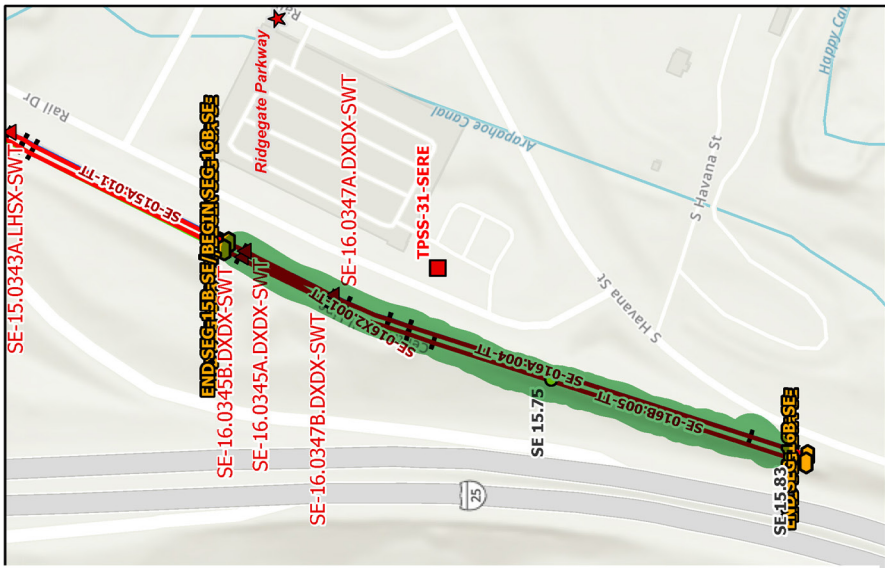 Rail
Happy Can
Rail Dr
Ridgegate Parkway
Arapahoe Canal
SE-16.0347A.DXDX-SWT
END SEG-15B-SE/BEGIN SEG-16B-SE
SE-015A:011-TT
SE-15.0343A.LHSX-SWT
TPSS-31-SERE
S Havana St
S Havana St
SE-16.0345B.DXDX-SWT
SE-16.0345A.DXDX-SWT
SE-16.0347B.DXDX-SWT
SE-016X2.001-TT
SE-016A:004-TT
SE-016B:005-TT
SE 15.75
SE 15.83
END SEG-16B-SE
25